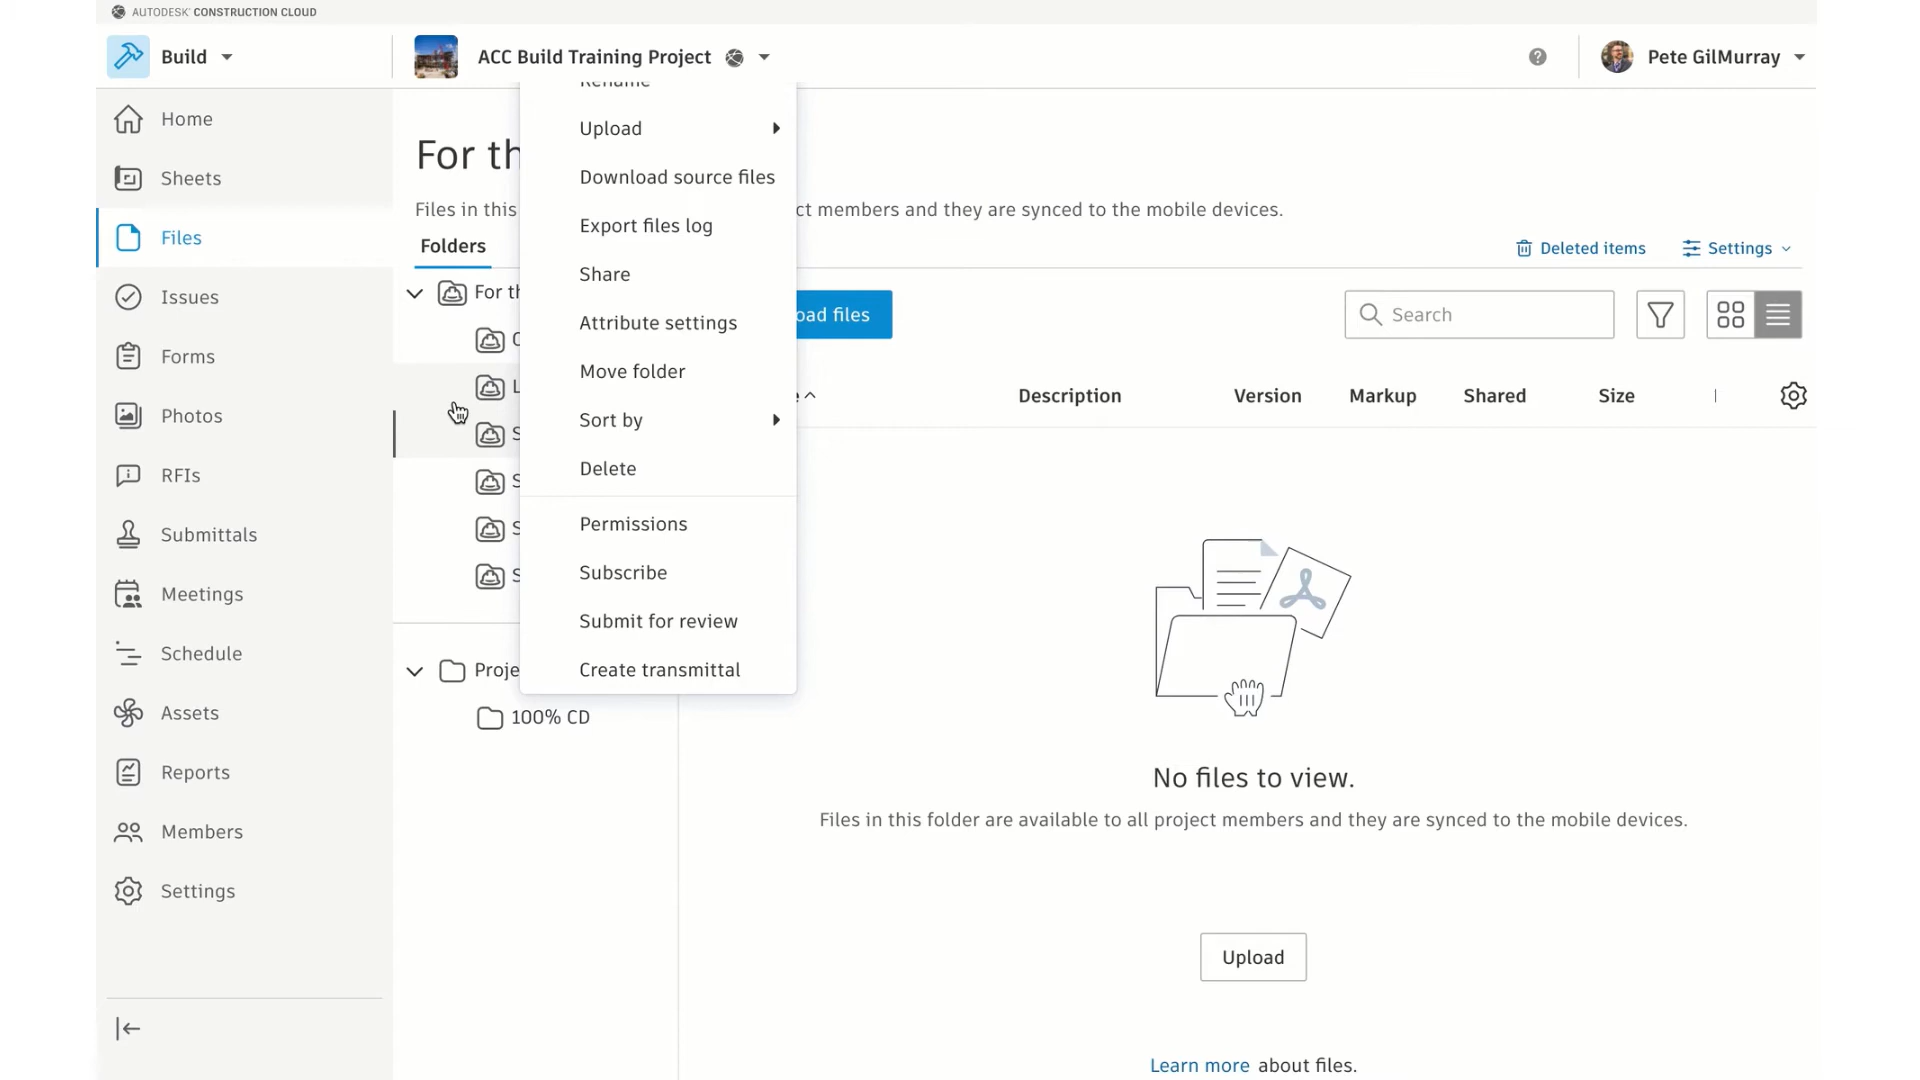 AUTODESK CONSTRUCTION CLOUD
Build
ACC Build Training Project
Pete GilMurray
Home
Sheets
Files
Issues
Forms
Photos
RFIs
Submittals
Meetings
Schedule
Assets
Reports
Members
Settings
For th
Files in this
ct members and they are synced to the mobile devices.
Folders
Deleted items
Settings
For th
L
S
S
S
S
Proje
100% CD
Rename
Upload
Download source files
Export files log
Share
Attribute settings
Move folder
Sort by
Delete
Permissions
Subscribe
Submit for review
Create transmittal
oad files
Search
Description
Version
Markup
Shared
Size
No files to view.
Files in this folder are available to all project members and they are synced to the mobile devices.
Upload
Learn more about files.